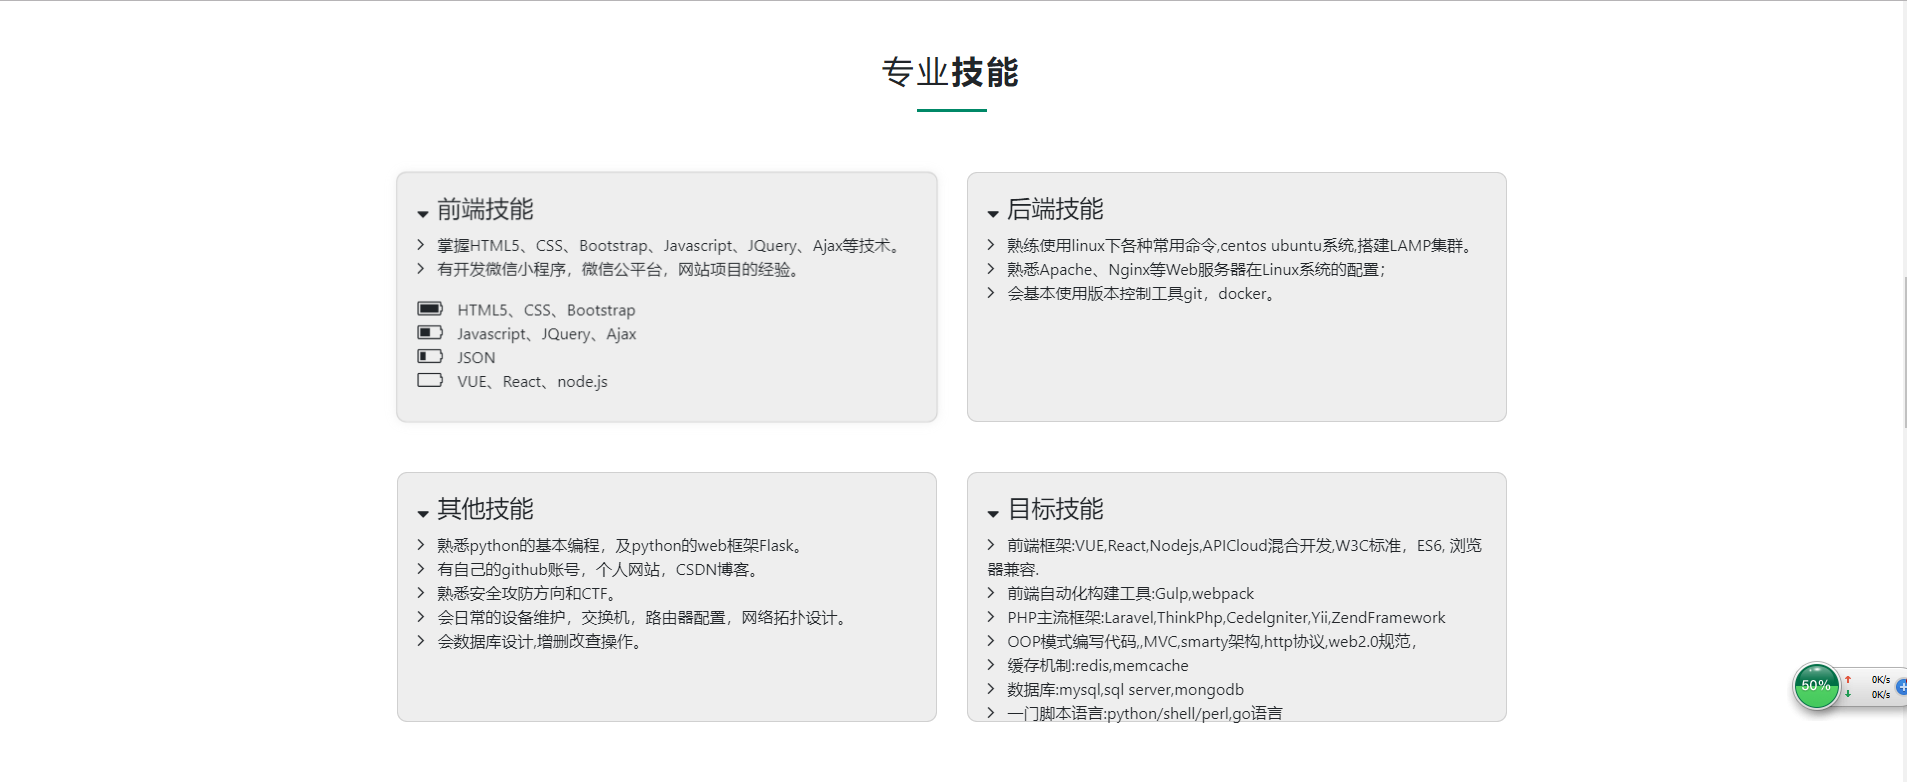 专业技能
前端技能
掌握HTML5、CSS、Bootstrap、Javascript、JQuery、Ajax等技术。
有开发微信小程序，微信公平台，网站项目的经验。
HTML5、CSS、Bootstrap
Javascript、JQuery、Ajax
JSON
VUE、React、node.js
后端技能
熟练使用linux下各种常用命令,centos ubuntu系统,搭建LAMP集群。
熟悉Apache、Nginx等Web服务器在Linux系统的配置；
会基本使用版本控制工具git，docker。
其他技能
熟悉python的基本编程，及python的web框架Flask。
有自己的github账号，个人网站，CSDN博客。
熟悉安全攻防方向和CTF。
会日常的设备维护，交换机，路由器配置，网络拓扑设计。
会数据库设计,增删改查操作。
目标技能
前端框架:VUE,React,Nodejs,APICloud混合开发,W3C标准，ES6, 浏览
器兼容.
前端自动化构建工具:Gulp,webpack
PHP主流框架:Laravel,ThinkPhp,CedeIgniter,Yii,ZendFramework
OOP模式编写代码,,MVC,smarty架构,http协议,web2.0规范，
缓存机制:redis,memcache
数据库:mysql,sql server,mongodb
一门脚本语言:python/shell/perl,go语言
50%
0K/s
0K/s